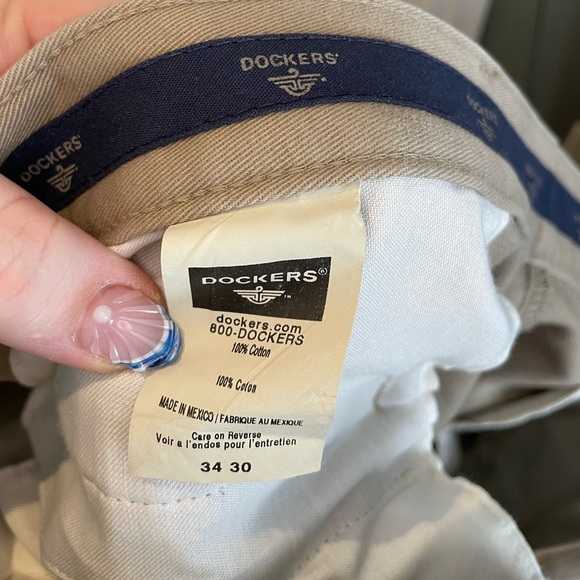 DOCKERS®
DOCKERS
DOCKERS®
™
dockers.com
800-DOCKERS
100% Cotton
100% Coton
MADE IN MEXICO / FABRIQUE AU MEXIQUE
Care on Reverse
Voir a l'endos pour l'entretien
34 30